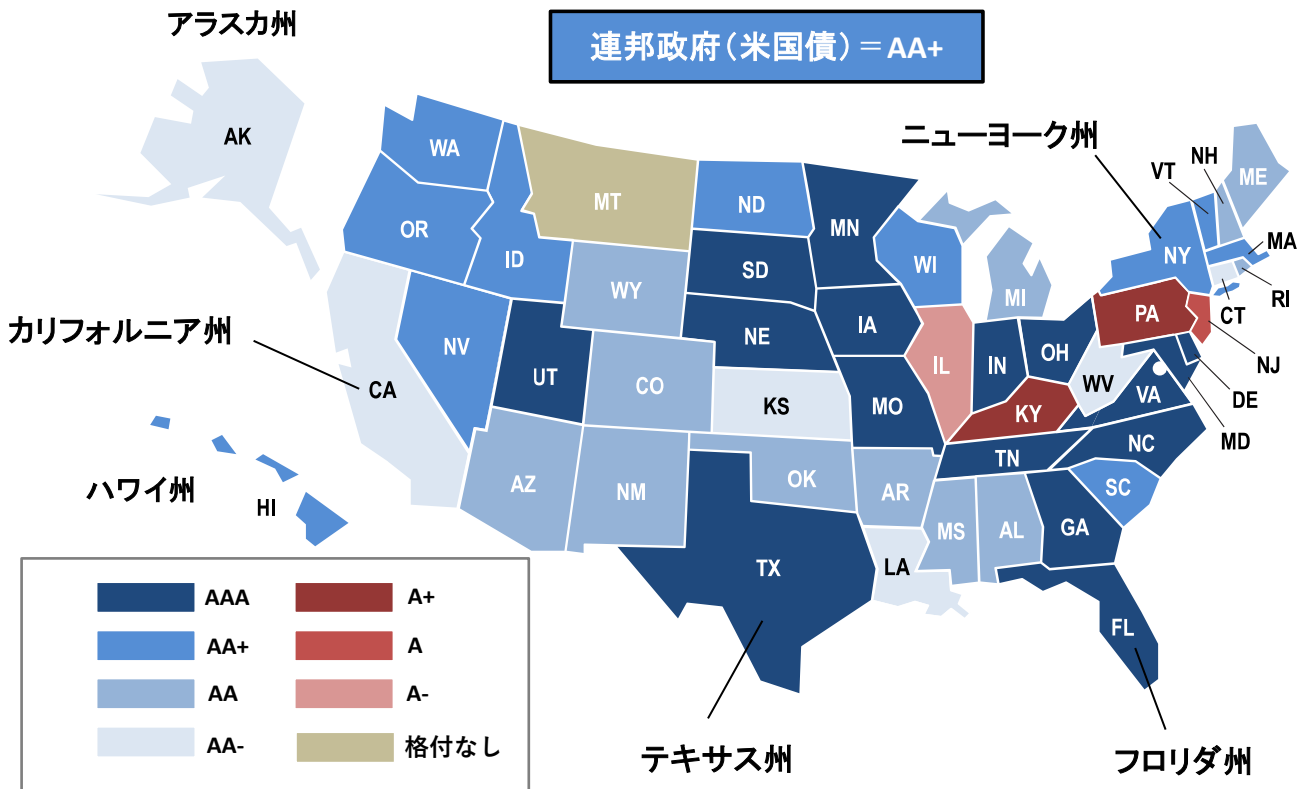 アラスカ州
連邦政府（米国債）＝AA+
ニューヨーク州
カリフォルニア州
ハワイ州
テキサス州
フロリダ州
AK
WA
OR
ID
MT
ND
MN
SD
WY
NE
IA
WI
MI
IL
IN
OH
PA
NY
VT
NH
ME
MA
RI
CT
NJ
DE
MD
WV
VA
KY
NC
TN
SC
GA
AL
MS
AR
LA
MO
KS
OK
TX
CO
NM
AZ
UT
NV
CA
HI
FL
AAA
AA+
AA
AA-
A+
A
A-
格付なし